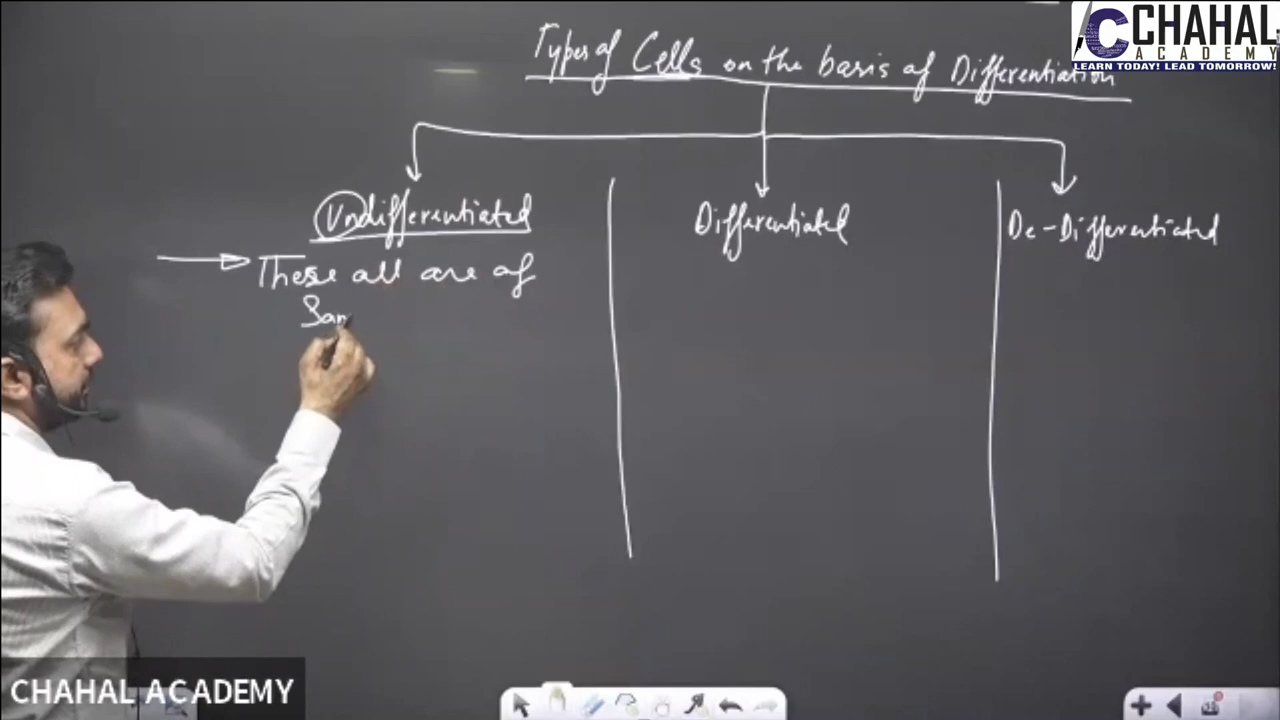 CHAHAL
ACADEMY
LEARN TODAY! LEAD TOMORROW!
Types of Cells on the basis of Differentiation
Undifferentiated
Differentiated
De-Differentiated
These all are of
Sam
CHAHAL ACADEMY